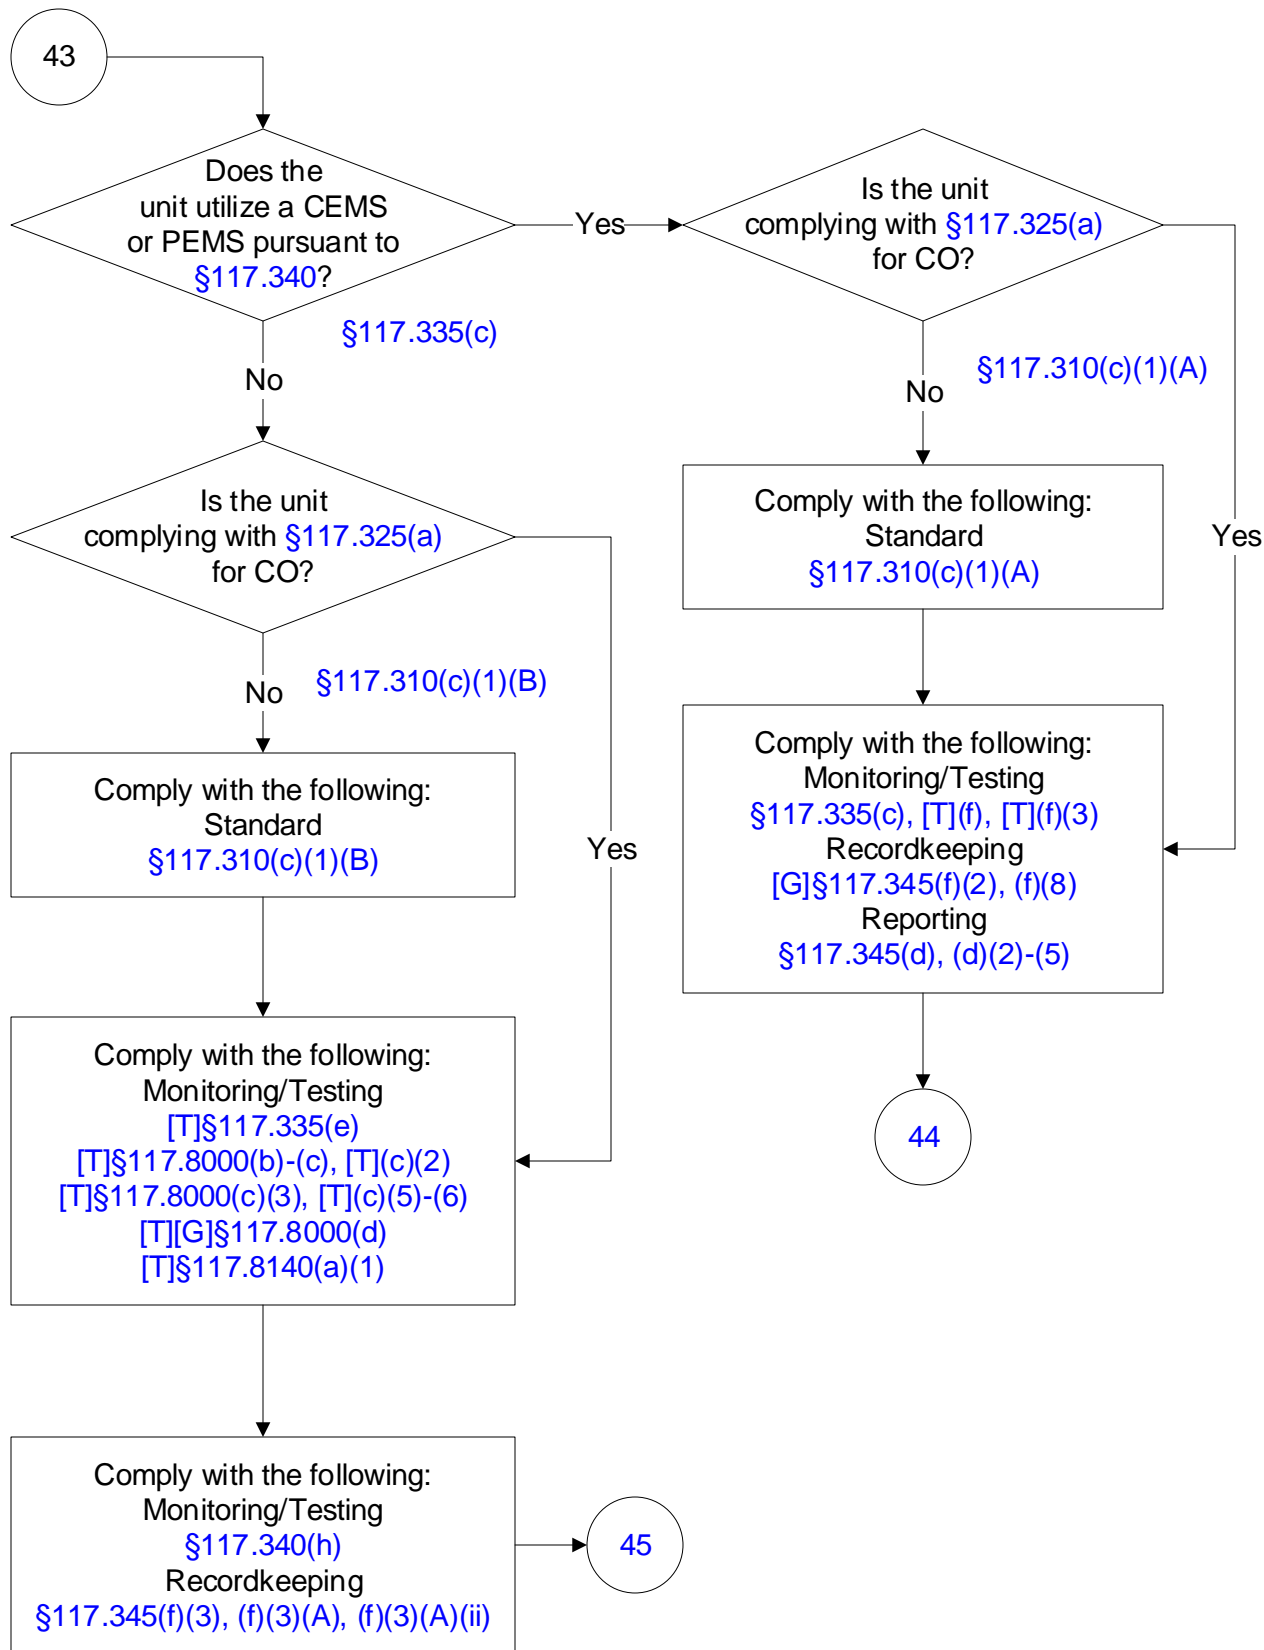 43
Does the
unit utilize a CEMS
or PEMS pursuant to
§117.340?
Yes
Is the unit
complying with §117.325(a)
for CO?
§117.335(c)
No
§117.310(c)(1)(A)
No
Yes
Is the unit
complying with §117.325(a)
for CO?
Comply with the following:
Standard
§117.310(c)(1)(A)
§117.310(c)(1)(B)
No
Yes
Comply with the following:
Standard
§117.310(c)(1)(B)
Comply with the following:
Monitoring/Testing
§117.335(c), [T](f), [T](f)(3)
Recordkeeping
[G]§117.345(f)(2), (f)(8)
Reporting
§117.345(d), (d)(2)-(5)
Comply with the following:
Monitoring/Testing
[T]§117.335(e)
[T]§117.8000(b)-(c), [T](c)(2)
[T]§117.8000(c)(3), [T](c)(5)-(6)
[T][G]§117.8000(d)
[T]§117.8140(a)(1)
44
Comply with the following:
Monitoring/Testing
§117.340(h)
Recordkeeping
§117.345(f)(3), (f)(3)(A), (f)(3)(A)(ii)
45